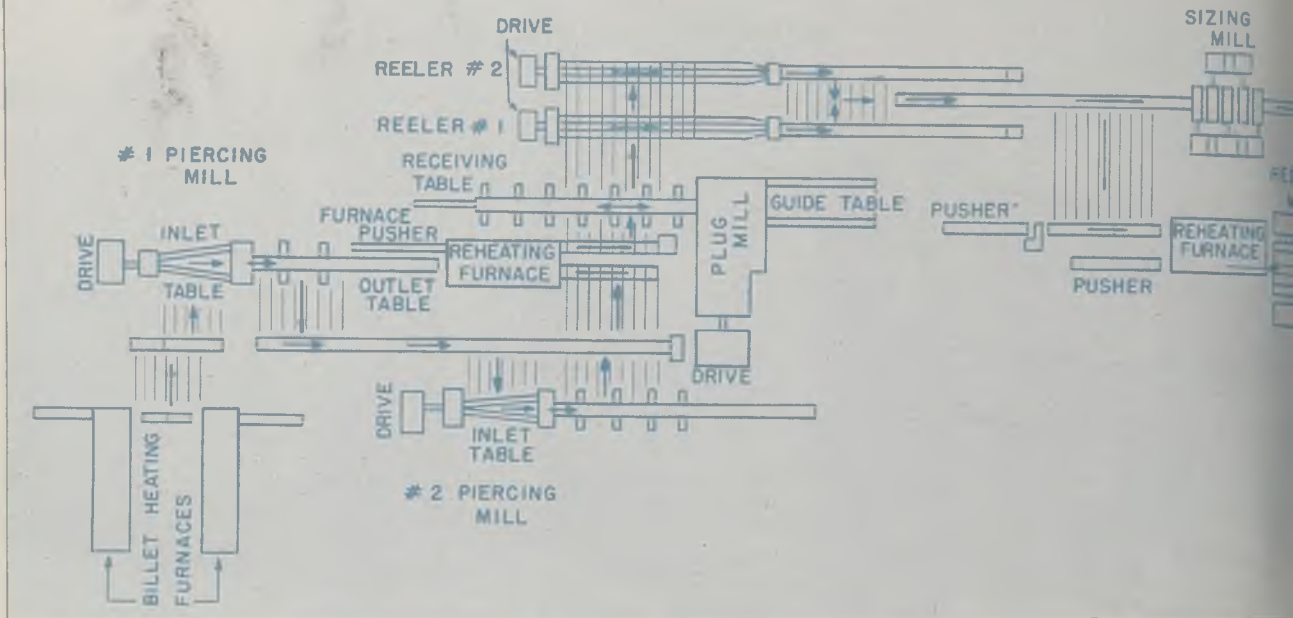 SIZING
MILL
DRIVE
REELER # 2
REELER # 1
# 1 PIERCING
MILL
RECEIVING
TABLE
FURNACE
PUSHER
INLET
TABLE
DRIVE
OUTLET
TABLE
REHEATING
FURNACE
PLUG
MILL
GUIDE TABLE
PUSHER
REHEATING
FURNACE
PUSHER
DRIVE
DRIVE
INLET
TABLE
# 2 PIERCING
MILL
BILLET HEATING
FURNACES